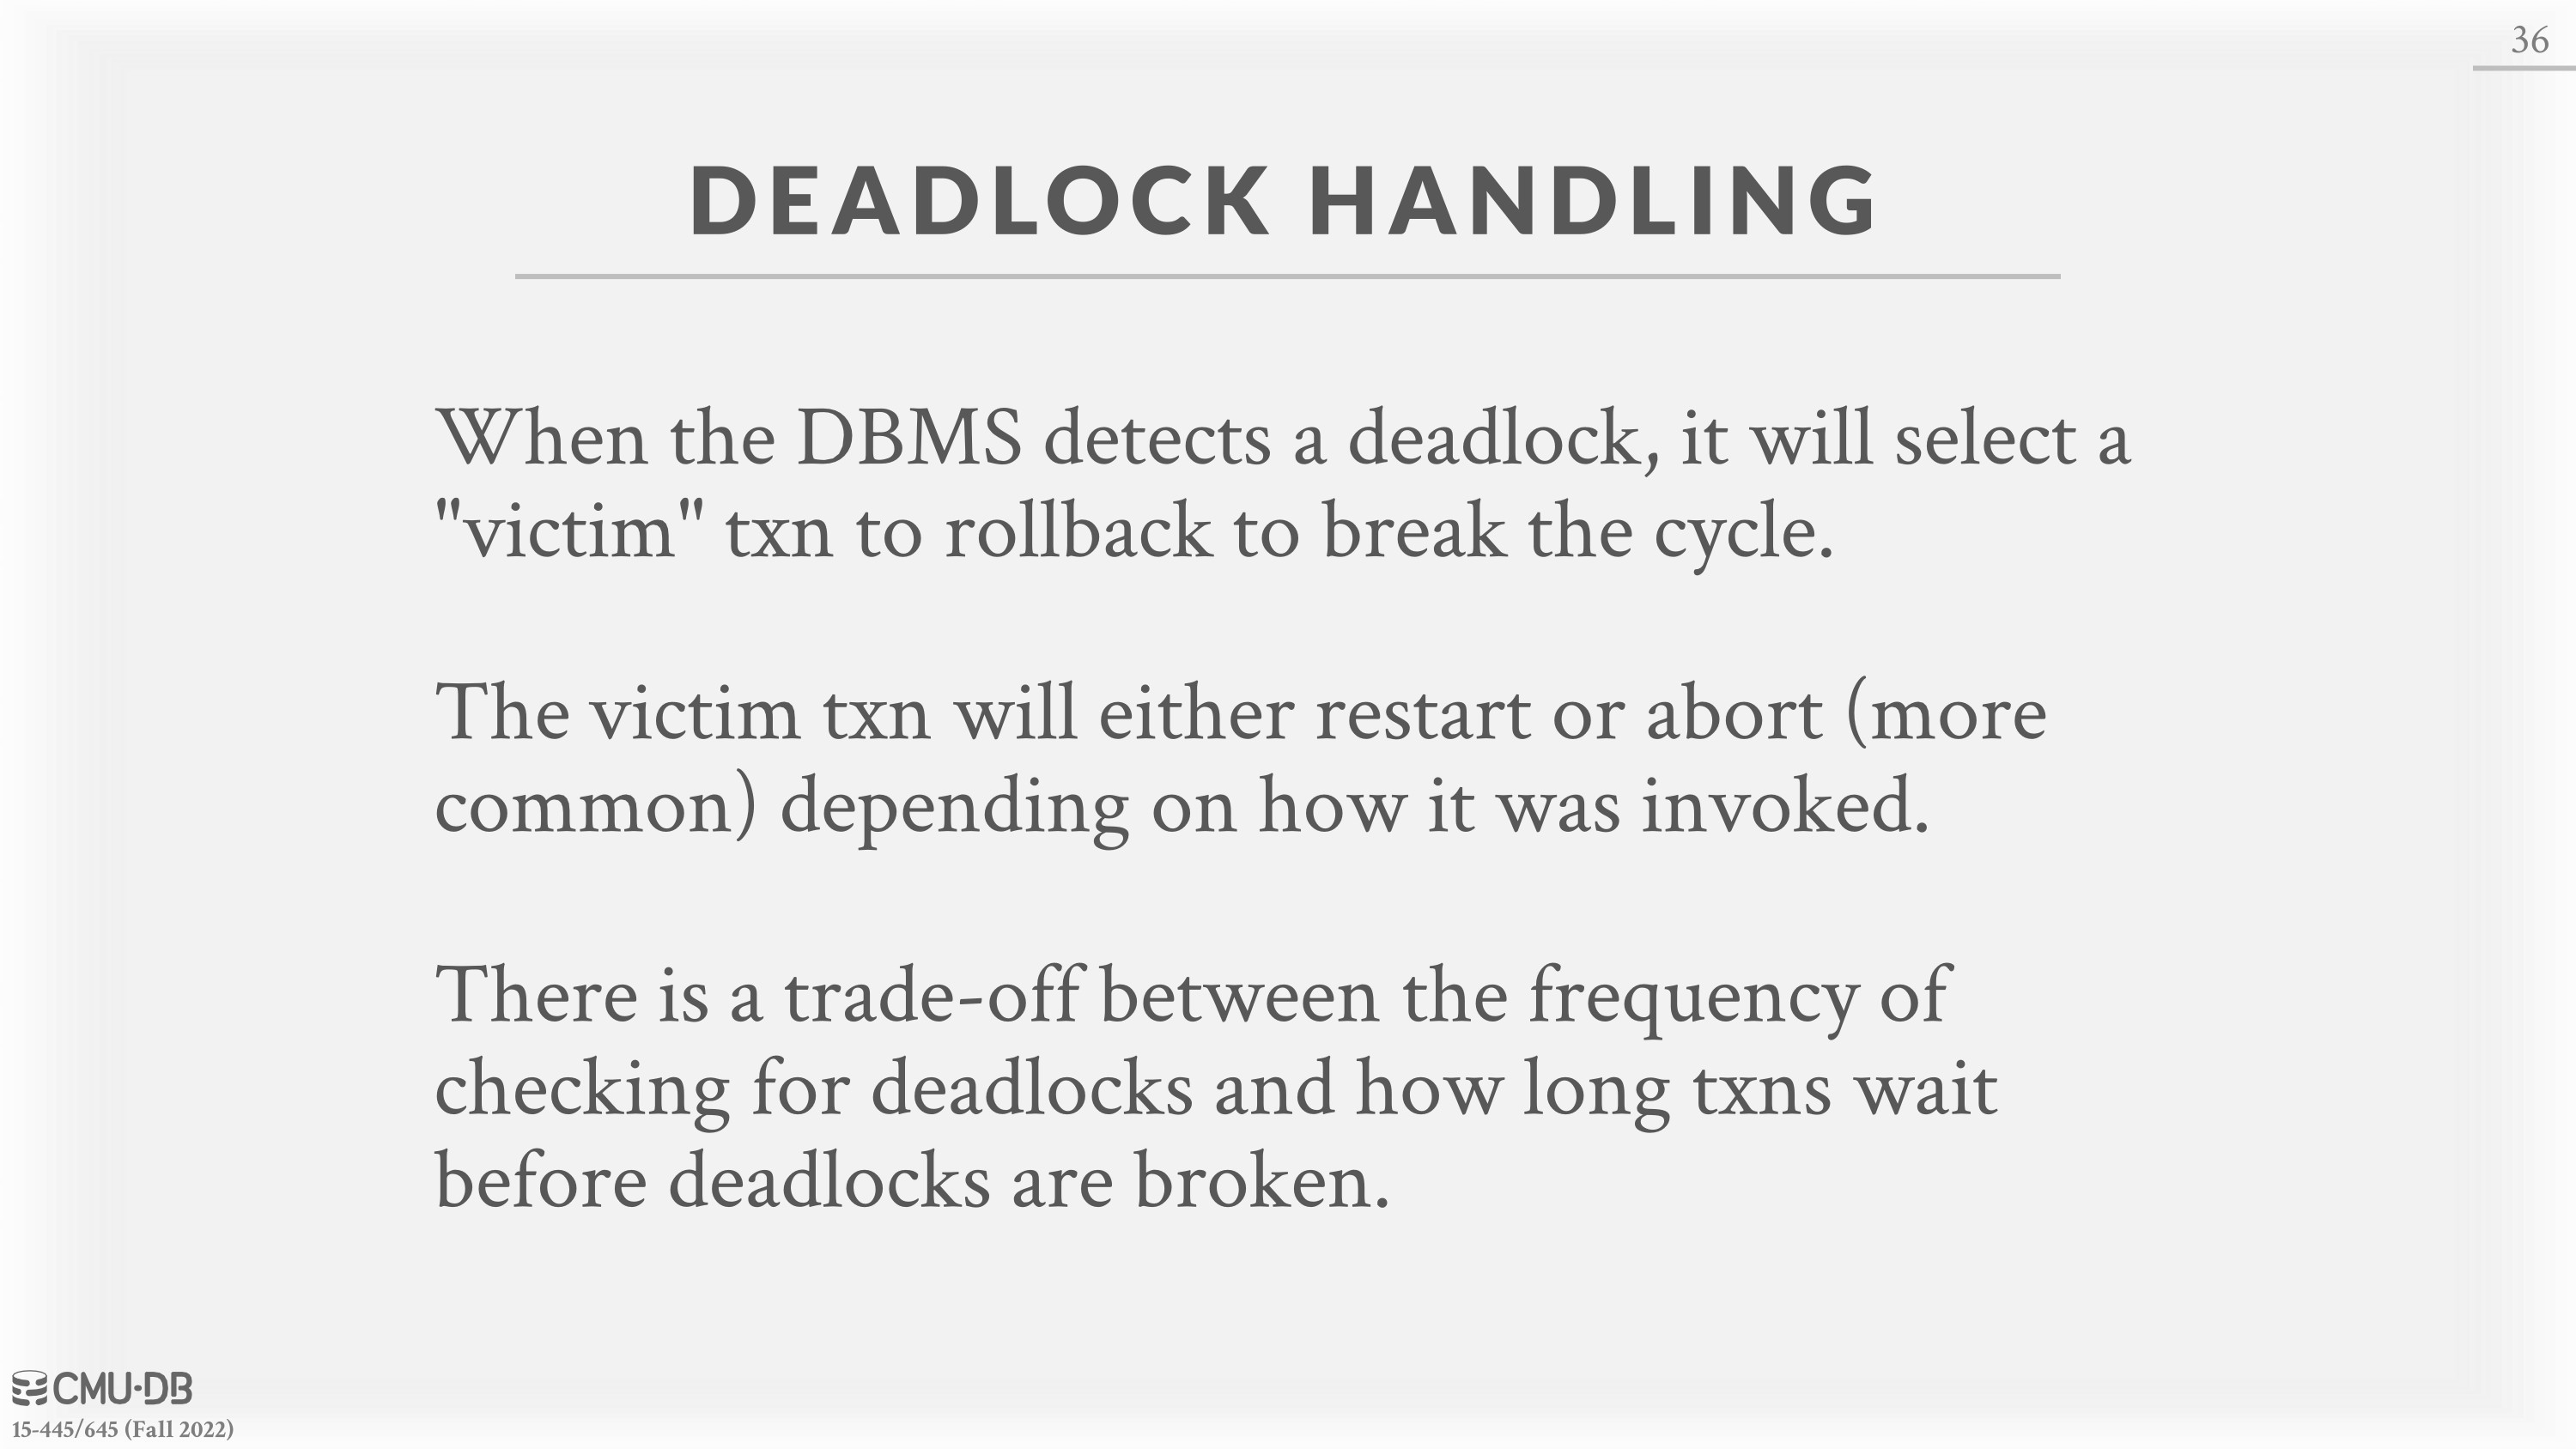 36
DEADLOCK HANDLING
When the DBMS detects a deadlock, it will select a
"victim" txn to rollback to break the cycle.
The victim txn will either restart or abort (more
common) depending on how it was invoked.
There is a trade-off between the frequency of
checking for deadlocks and how long txns wait
before deadlocks are broken.
CMU·DB
15-445/645 (Fall 2022)